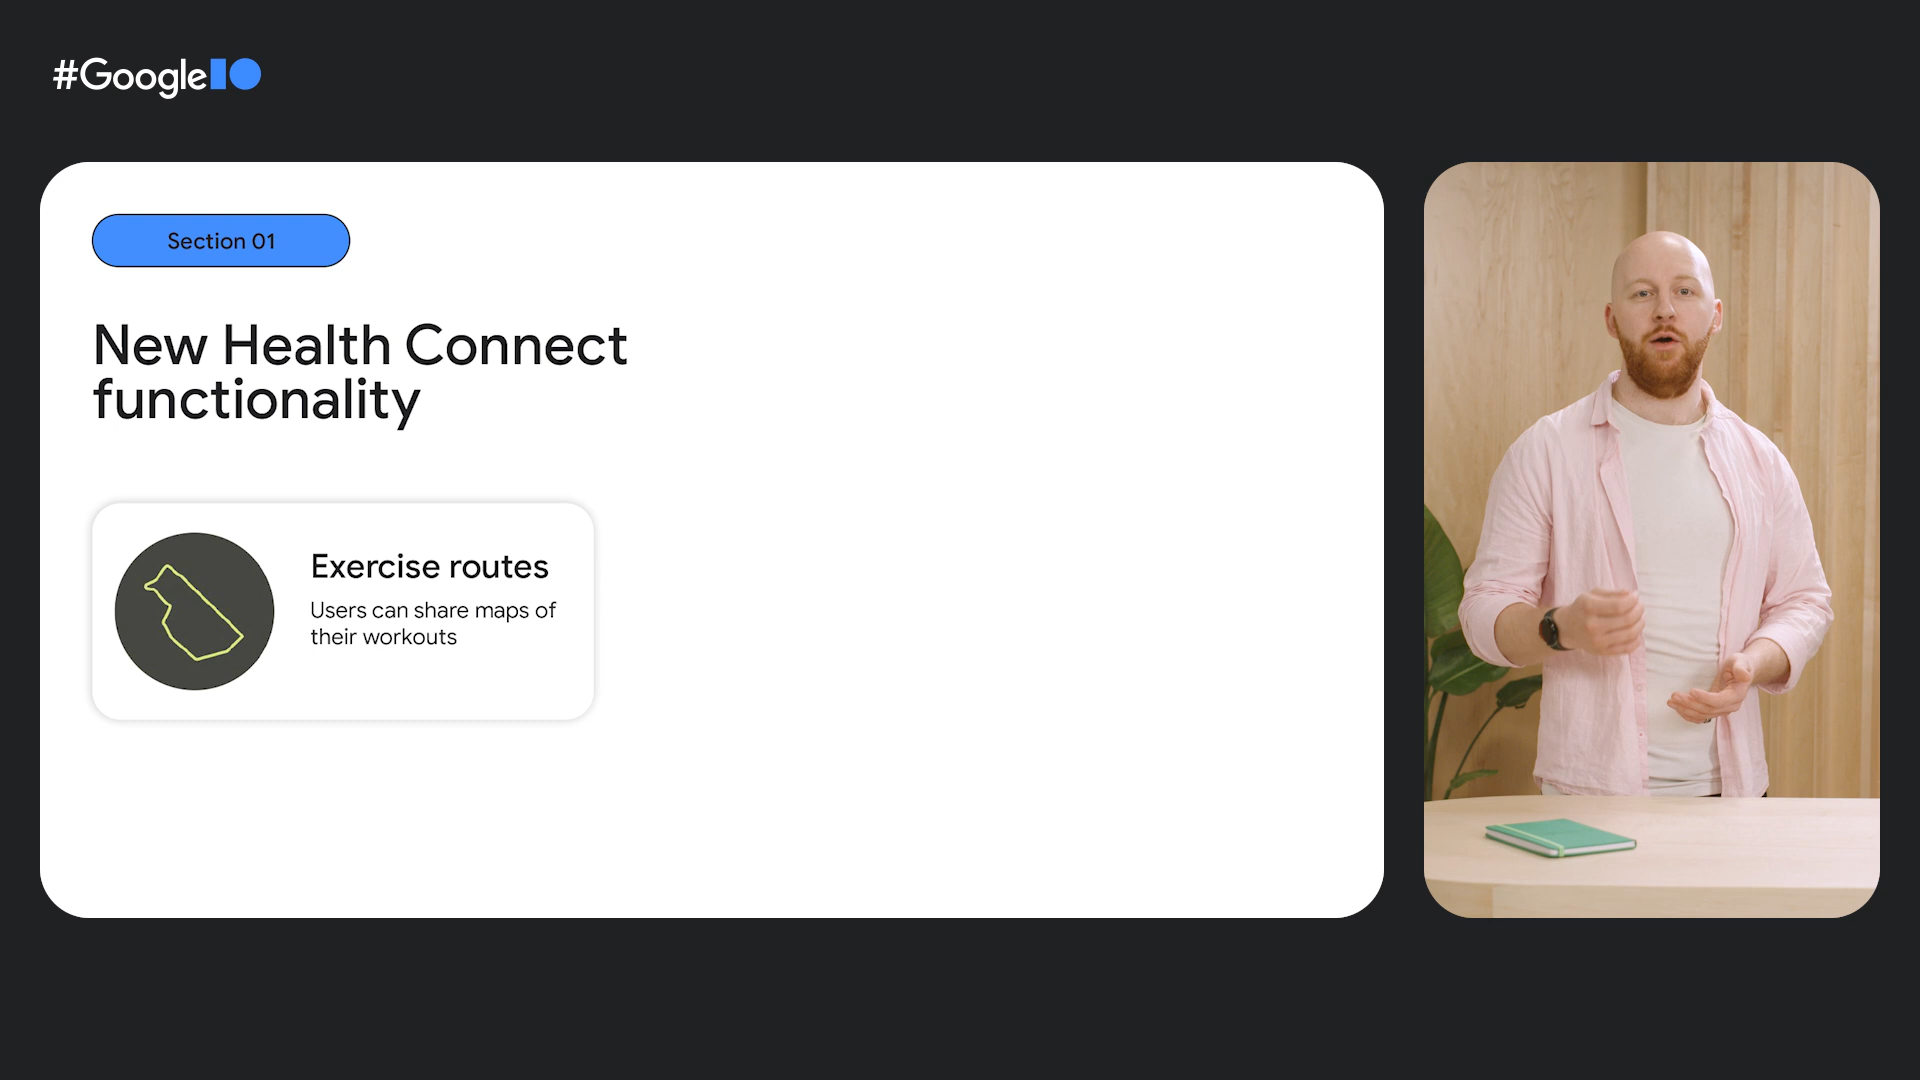 #GoogleIO
Section 01
New Health Connect
functionality
Exercise routes
Users can share maps of
their workouts